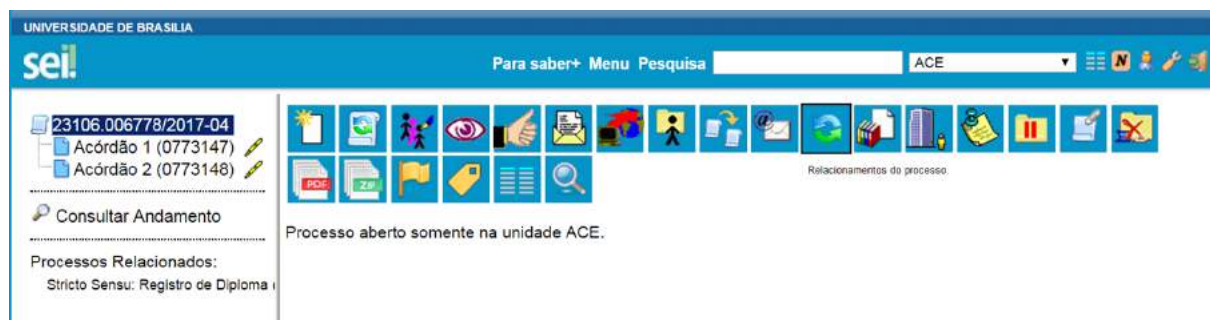 UNIVERSIDADE DE BRASILIA
sei!
Para saber+ Menu Pesquisa
ACE
N
23106.006778/2017-04
Acórdão 1 (0773147)
Acórdão 2 (0773148)
Consultar Andamento
Processos Relacionados:
Stricto Sensu: Registro de Diploma (
Relacionamentos do processo.
PDF
ZIP
Processo aberto somente na unidade ACE.